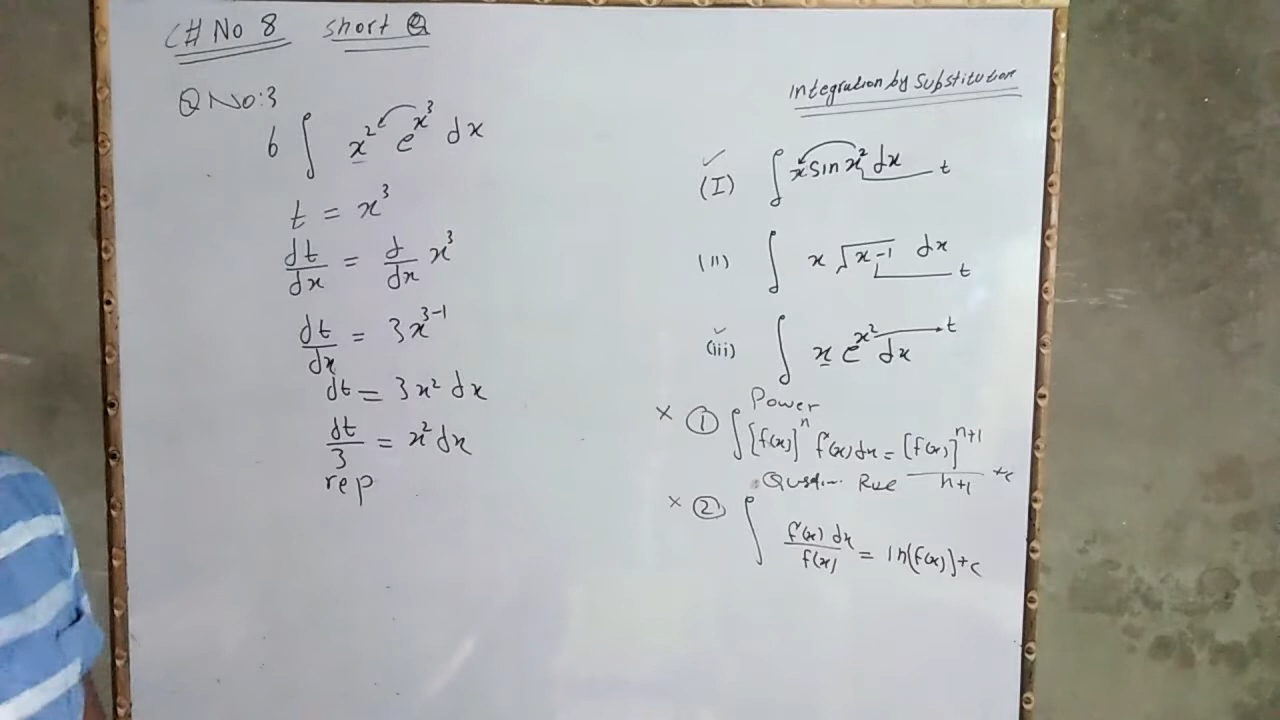 C# No 8 short Q
Q No:3
6 ∫ x² e^x³ dx
t = x³
dt/dx = d/dx x³
dt/dx = 3x^3-1
dt = 3x² dx
dt/3 = x² dx
rep
Integration by Substitution
(I) ∫ x sin x² dx t
(II) ∫ x √x-1 dx t
(iii) ∫ x e^x² dx t
Power
× ① ∫ [f(x)]^n f'(x) dx = [f(x)]^n+1 / n+1 +c
Rule
× ② ∫ f'(x) dx / f(x) = ln[f(x)] + c